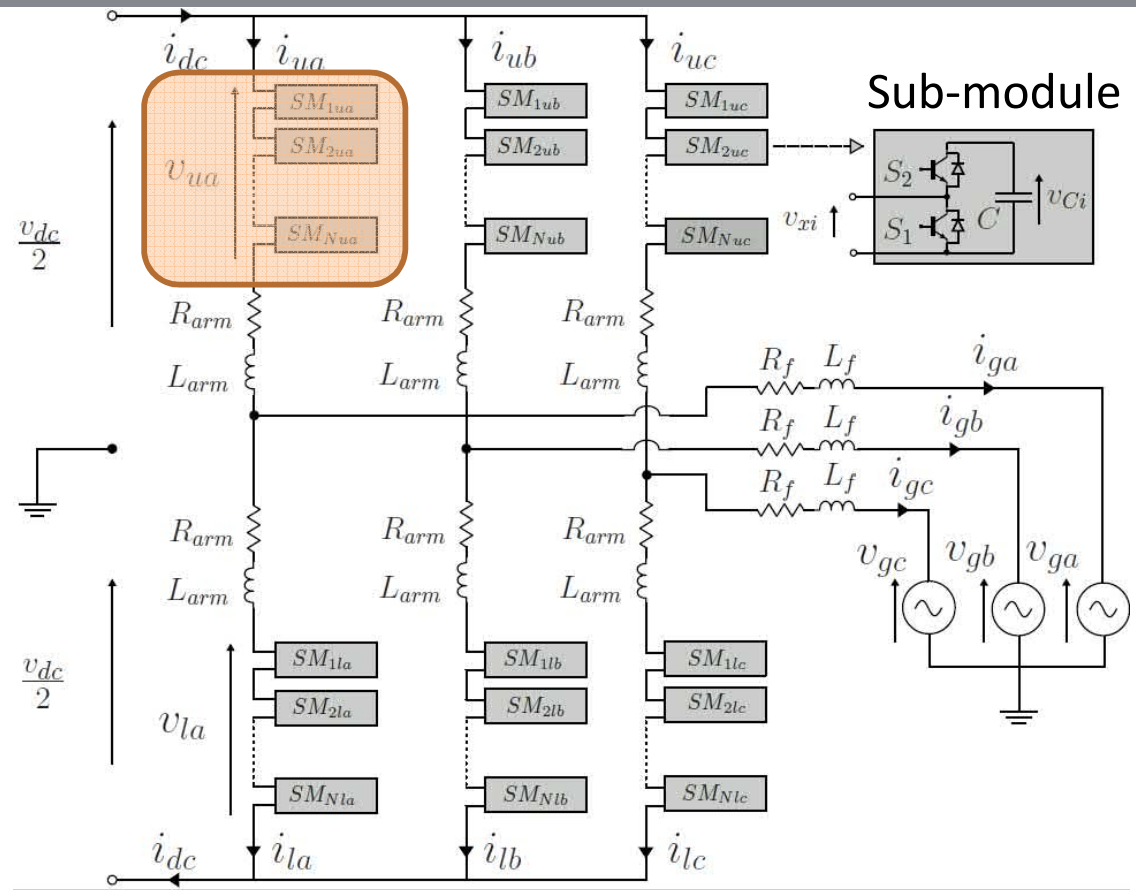 i_dc i_ua i_ub i_uc
Sub-module
SM_1ua SM_1ub SM_1uc
SM_2ua SM_2ub SM_2uc
v_ua
S_2
v_xi
S_1
C
v_Ci
SM_Nua SM_Nub SM_Nuc
v_dc/2
R_arm R_arm R_arm
L_arm L_arm L_arm
R_f L_f i_ga
R_f L_f i_gb
R_f L_f i_gc
R_arm R_arm R_arm
L_arm L_arm L_arm
v_gc v_gb v_ga
v_dc/2
SM_1la SM_1lb SM_1lc
SM_2la SM_2lb SM_2lc
v_la
SM_Nla SM_Nlb SM_Nlc
i_dc i_la i_lb i_lc